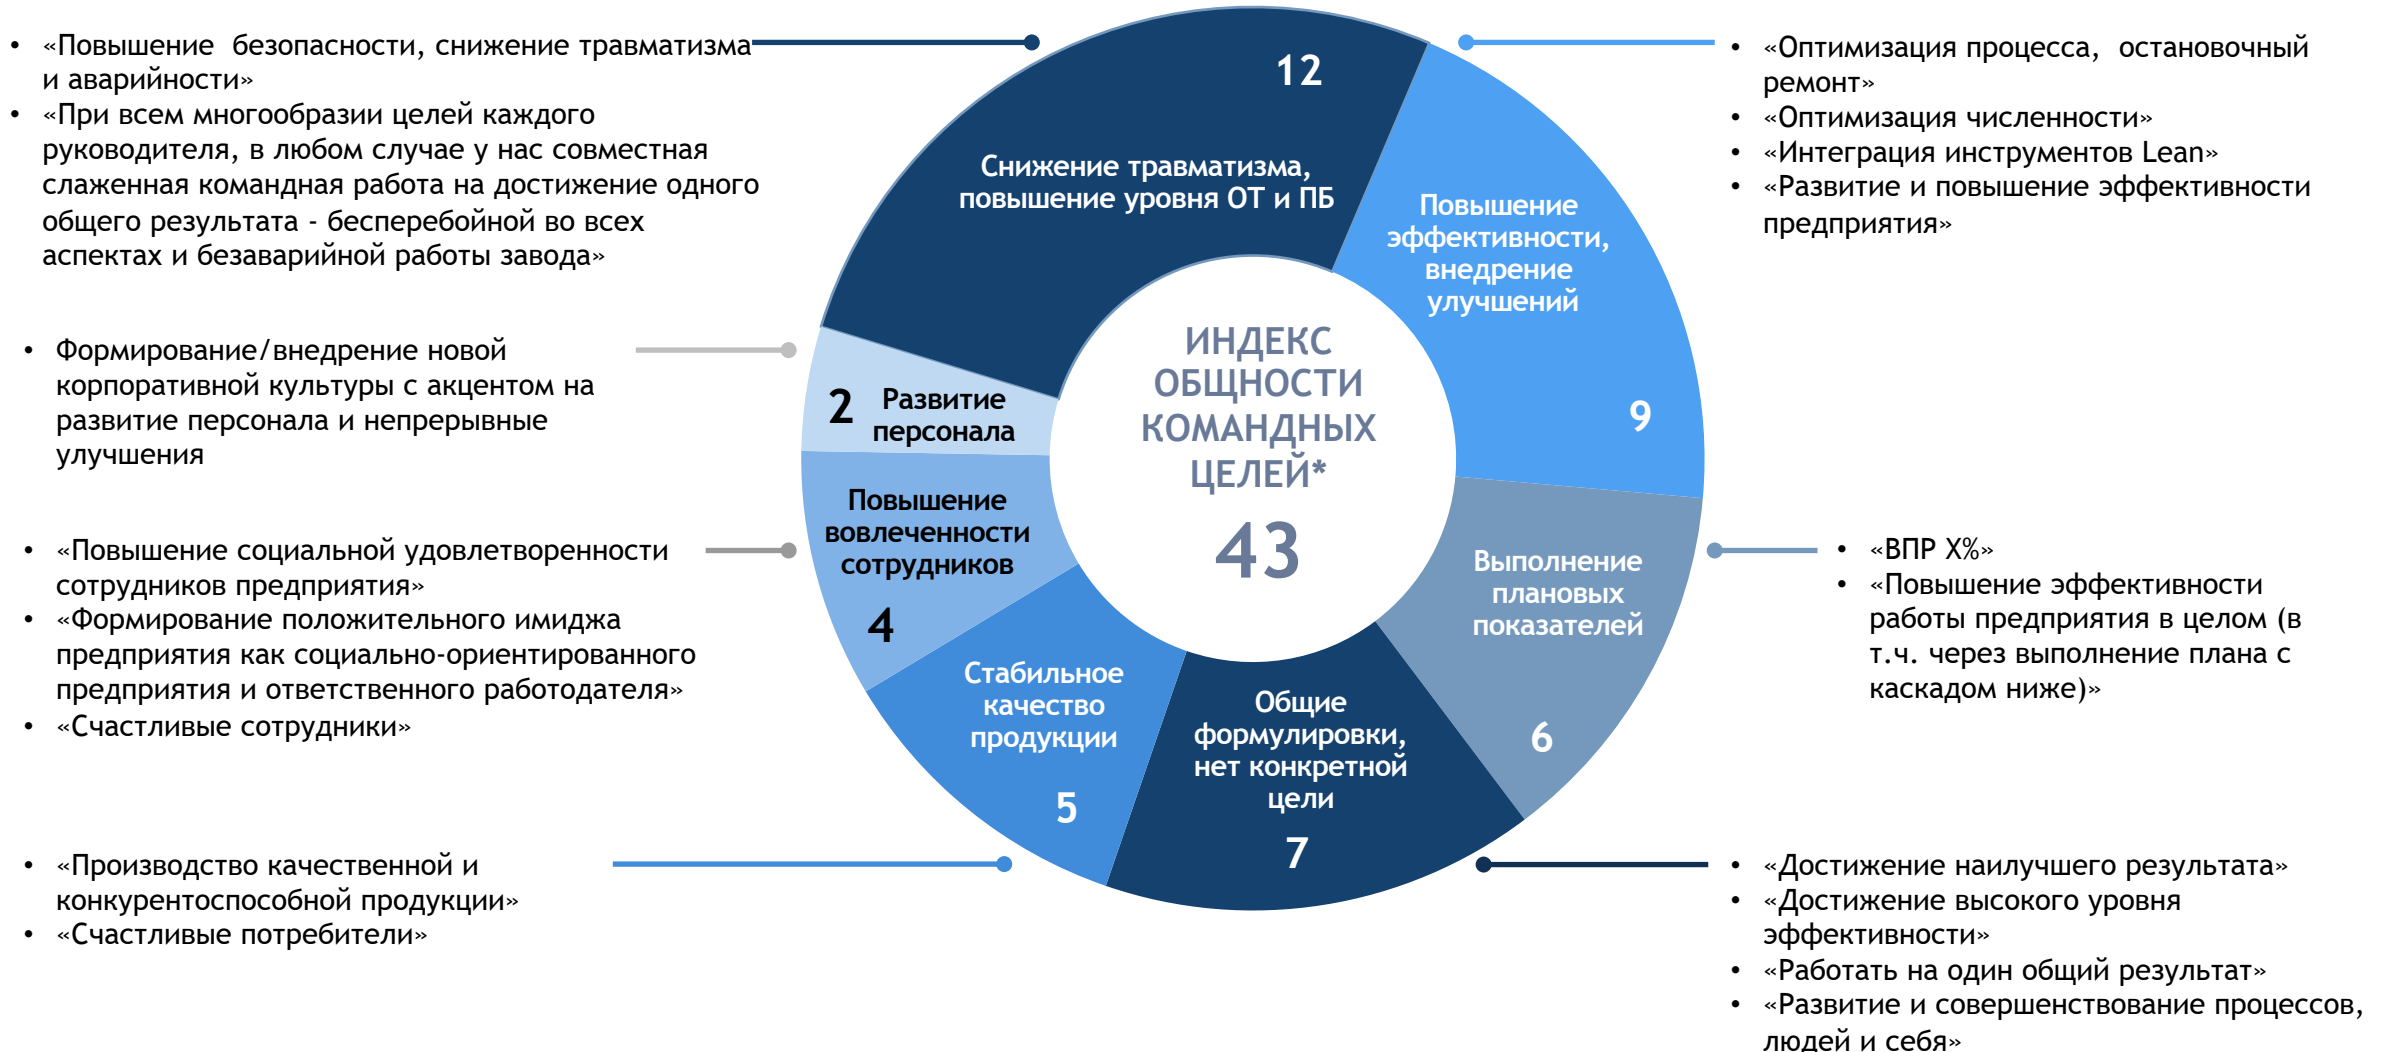 • «Повышение  безопасности, снижение травматизма
и аварийности»
• «При всем многообразии целей каждого
руководителя, в любом случае у нас совместная
слаженная командная работа на достижение одного
общего результата - бесперебойной во всех
аспектах и безаварийной работы завода»
• Формирование/внедрение новой
корпоративной культуры с акцентом на
развитие персонала и непрерывные
улучшения
• «Повышение социальной удовлетворенности
сотрудников предприятия»
• «Формирование положительного имиджа
предприятия как социально-ориентированного
предприятия и ответственного работодателя»
• «Счастливые сотрудники»
• «Производство качественной и
конкурентоспособной продукции»
• «Счастливые потребители»
12
Снижение травматизма,
повышение уровня ОТ и ПБ
Повышение
эффективности,
внедрение
улучшений
9
ИНДЕКС
ОБЩНОСТИ
КОМАНДНЫХ
ЦЕЛЕЙ*
43
2
Развитие
персонала
Повышение
вовлеченности
сотрудников
4
Выполнение
плановых
показателей
6
Стабильное
качество
продукции
5
Общие
формулировки,
нет конкретной
цели
7
• «Оптимизация процесса,  остановочный
ремонт»
• «Оптимизация численности»
• «Интеграция инструментов Lean»
• «Развитие и повышение эффективности
предприятия»
• «ВПР Х%»
• «Повышение эффективности
работы предприятия в целом (в
т.ч. через выполнение плана с
каскадом ниже)»
• «Достижение наилучшего результата»
• «Достижение высокого уровня
эффективности»
• «Работать на один общий результат»
• «Развитие и совершенствование процессов,
людей и себя»